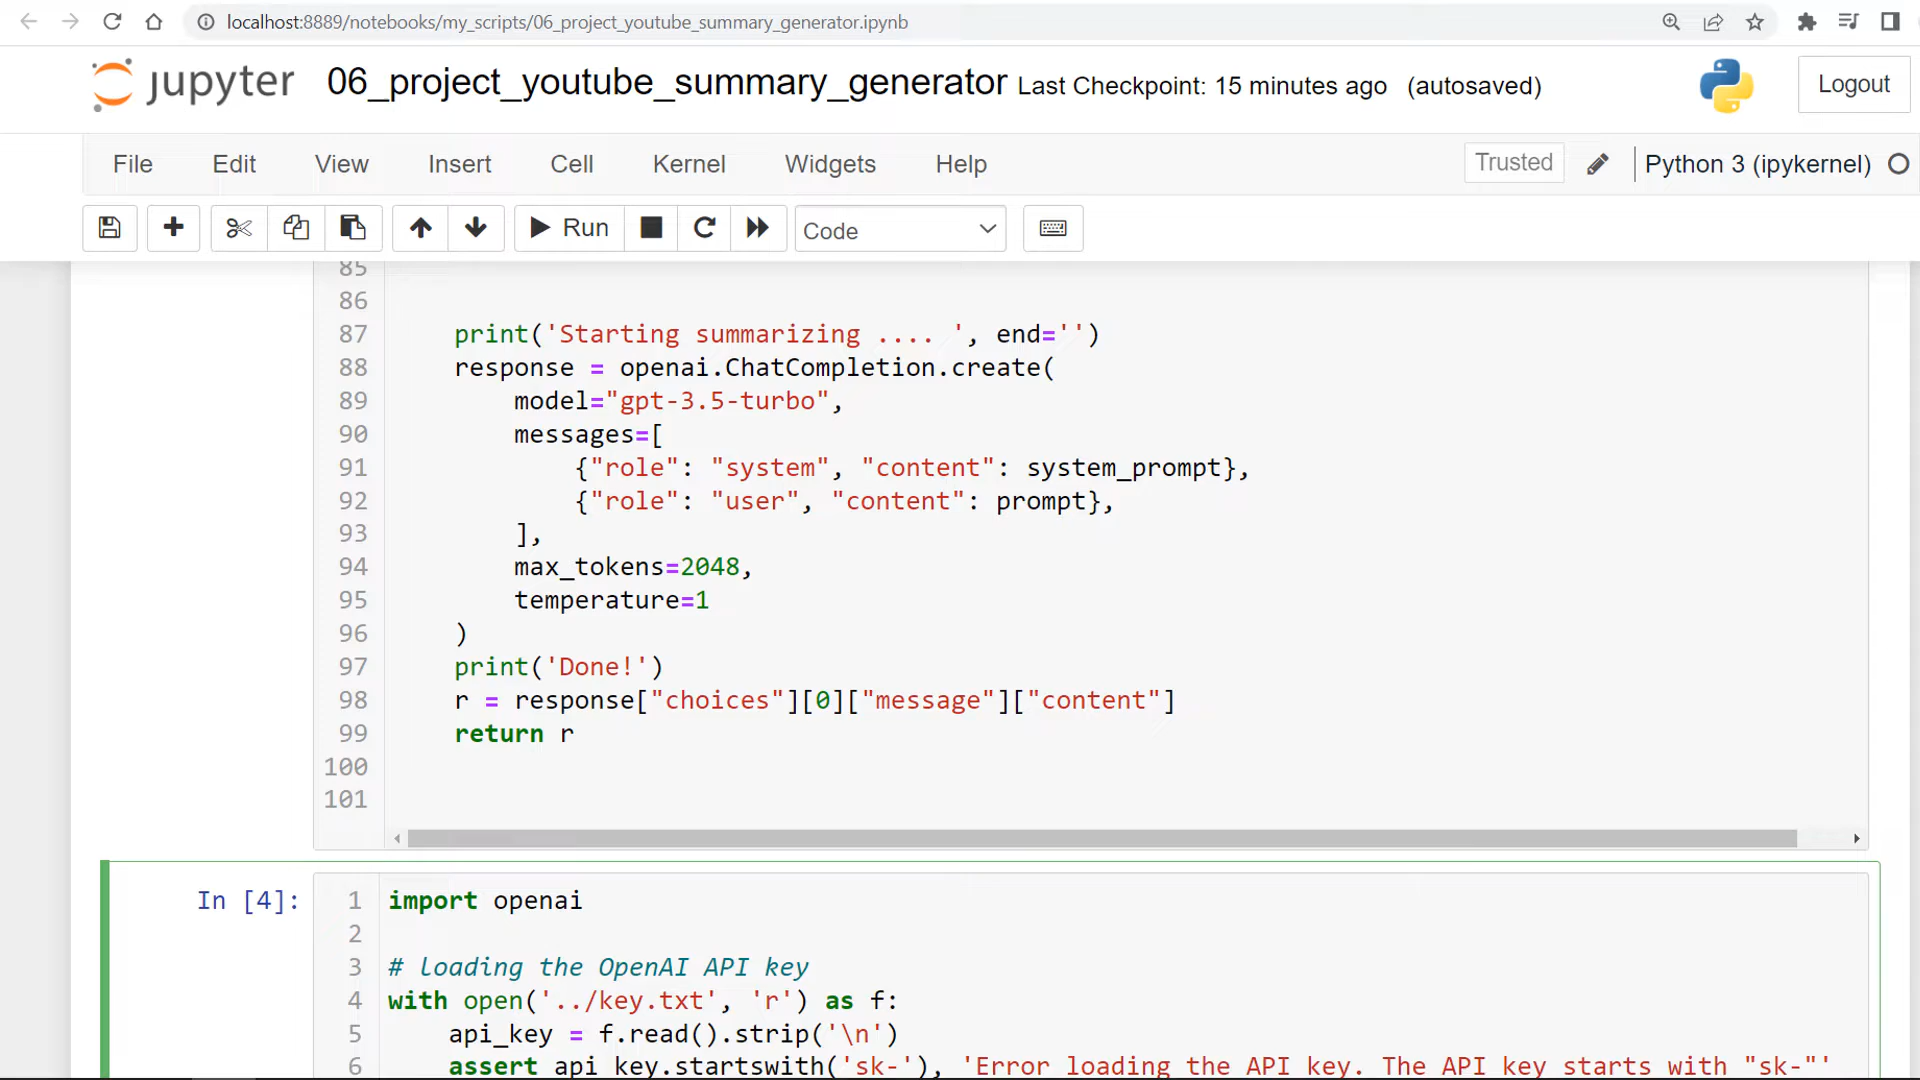 localhost:8889/notebooks/my_scripts/06_project_youtube_summary_generator.ipynb
jupyter 06_project_youtube_summary_generator Last Checkpoint: 15 minutes ago (autosaved) Logout
File Edit View Insert Cell Kernel Widgets Help Trusted Python 3 (ipykernel)
Run Code
85
86
87 print('Starting summarizing .... ', end='')
88 response = openai.ChatCompletion.create(
89 model="gpt-3.5-turbo",
90 messages=[
91 {"role": "system", "content": system_prompt},
92 {"role": "user", "content": prompt},
93 ],
94 max_tokens=2048,
95 temperature=1
96 )
97 print('Done!')
98 r = response["choices"][0]["message"]["content"]
99 return r
100
101
In [4]: 1 import openai
2
3 # loading the OpenAI API key
4 with open('../key.txt', 'r') as f:
5 api_key = f.read().strip('\n')
6 assert api_key.startswith('sk-'), 'Error loading the API key. The API key starts with "sk-"'